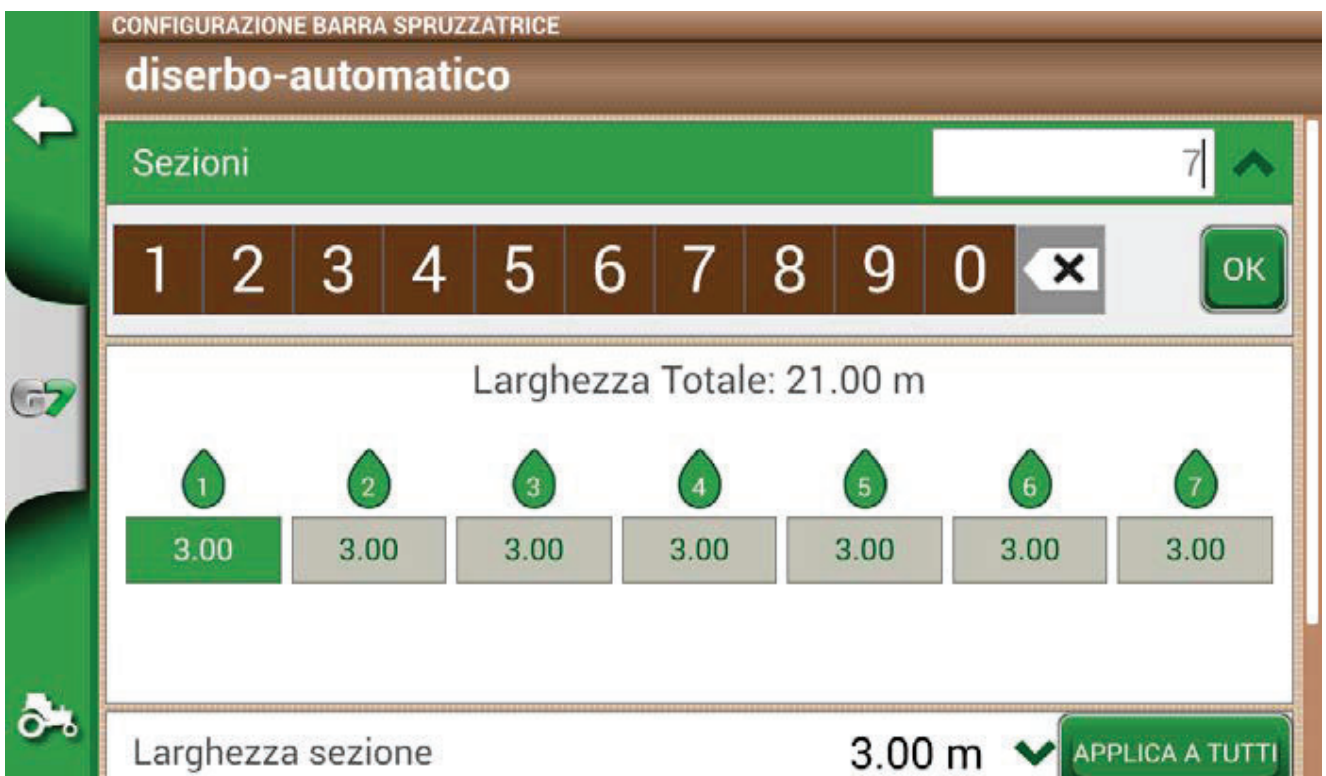 CONFIGURAZIONE BARRA SPRUZZATRICE
diserbo-automatico
Sezioni 7
1 2 3 4 5 6 7 8 9 0 OK
G7
Larghezza Totale: 21.00 m
1 2 3 4 5 6 7
3.00 3.00 3.00 3.00 3.00 3.00 3.00
Larghezza sezione 3.00 m APPLICA A TUTTI